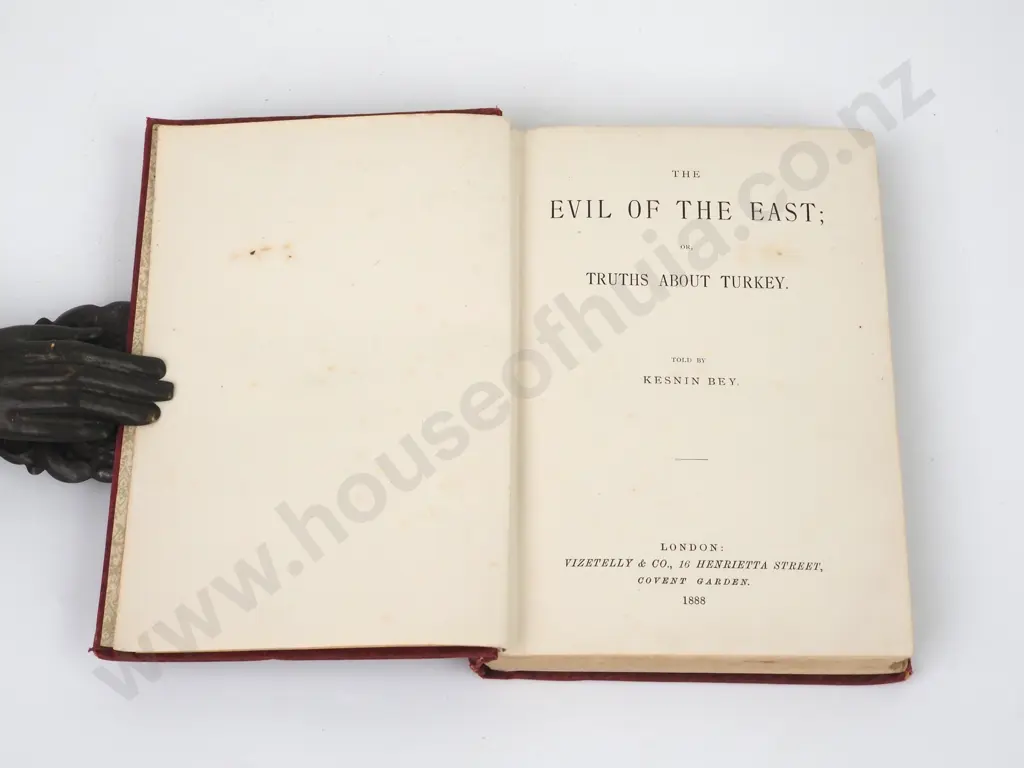 THE
EVIL OF THE EAST;
OR,
TRUTHS ABOUT TURKEY.
TOLD BY
KESNIN BEY.
LONDON:
VIZETELLY & CO., 16 HENRIETTA STREET,
COVENT GARDEN.
1888
www.houseofhuia.co.nz